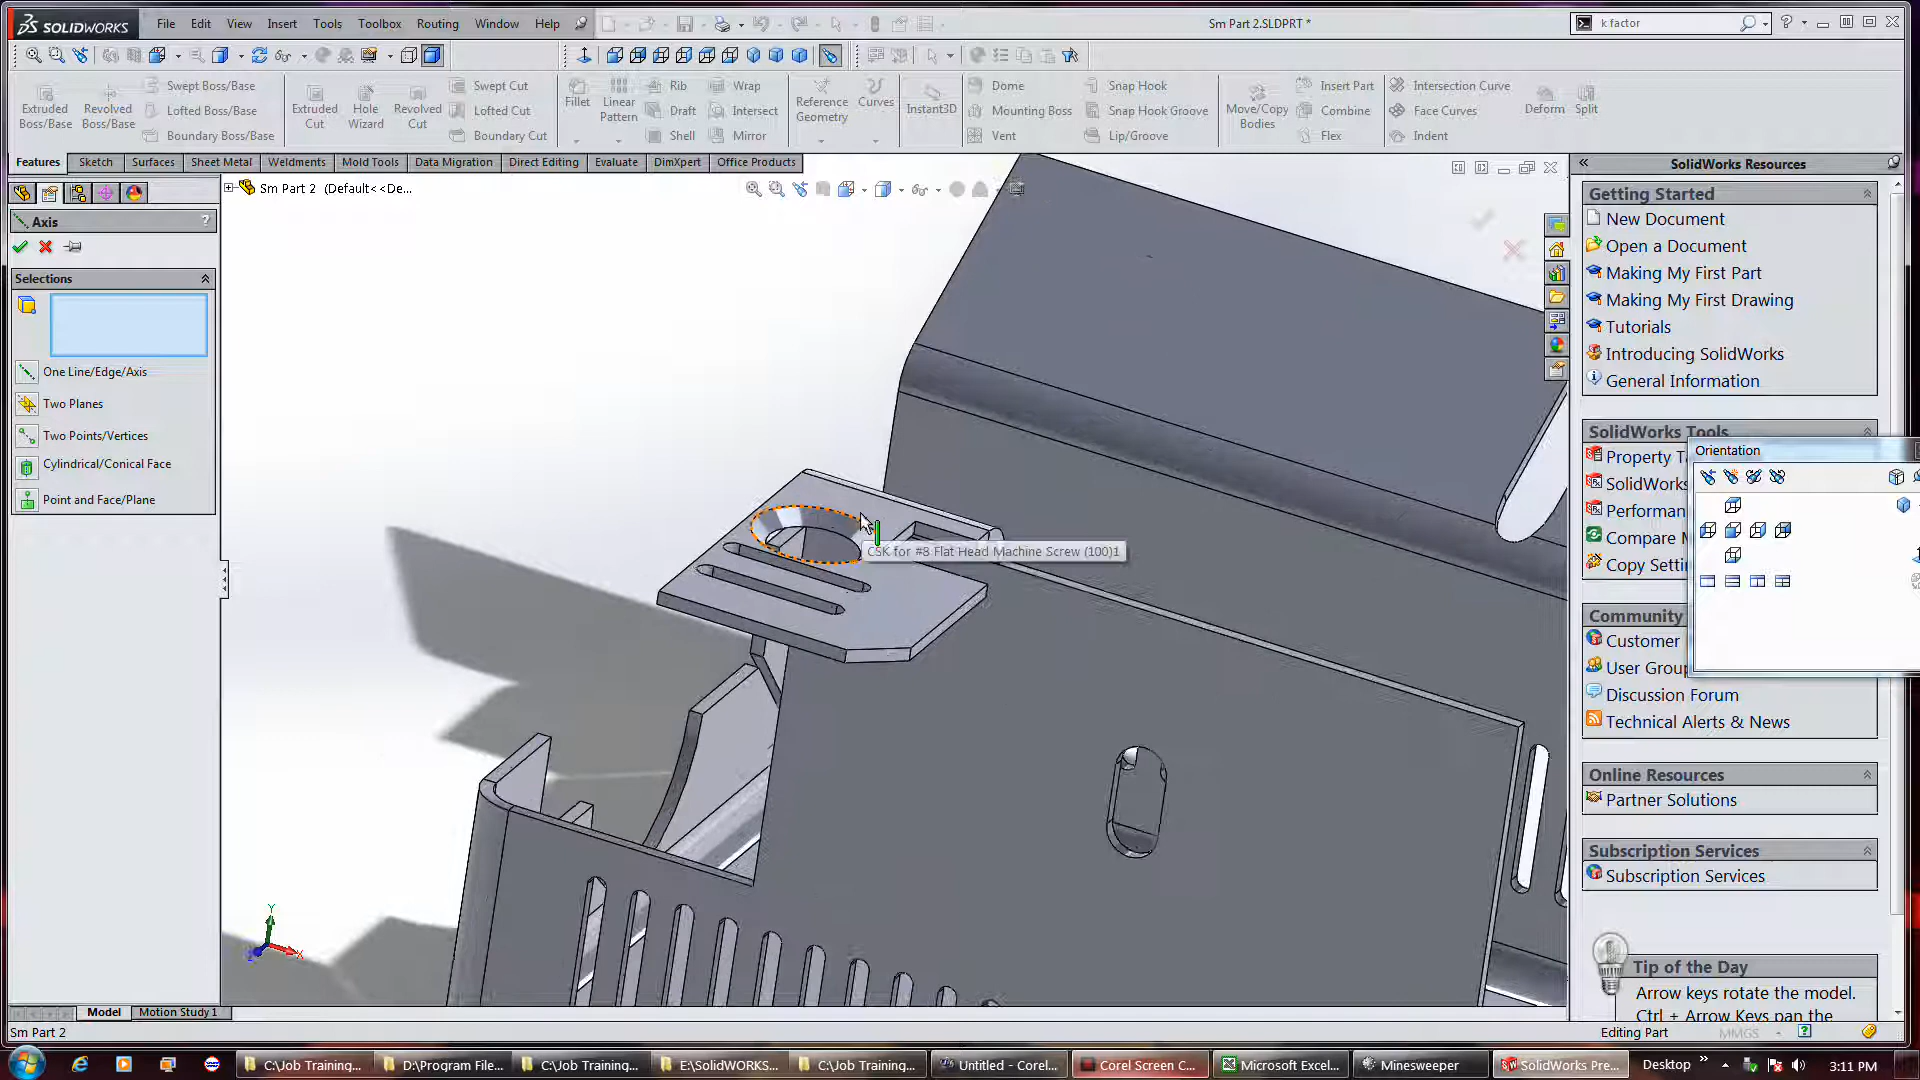 SOLIDWORKS File Edit View Insert Tools Toolbox Routing Window Help Sm Part 2.SLDPRT * k factor
Extruded Boss/Base
Revolved Boss/Base
Swept Boss/Base
Lofted Boss/Base
Boundary Boss/Base
Extruded Cut
Hole Wizard
Revolved Cut
Swept Cut
Lofted Cut
Boundary Cut
Fillet
Linear Pattern
Rib
Draft
Shell
Wrap
Intersect
Mirror
Reference Geometry
Curves
Instant3D
Dome
Mounting Boss
Vent
Snap Hook
Snap Hook Groove
Lip/Groove
Move/Copy Bodies
Insert Part
Combine
Flex
Intersection Curve
Face Curves
Indent
Deform
Split
Features Sketch Surfaces Sheet Metal Weldments Mold Tools Data Migration Direct Editing Evaluate DimXpert Office Products
Sm Part 2 (Default<<De...
Axis ?
Selections
One Line/Edge/Axis
Two Planes
Two Points/Vertices
Cylindrical/Conical Face
Point and Face/Plane
CSK for #8 Flat Head Machine Screw (100)1
Y
X
Z
SolidWorks Resources
Getting Started
New Document
Open a Document
Making My First Part
Making My First Drawing
Tutorials
Introducing SolidWorks
General Information
SolidWorks Tools
Property T
SolidWorks
Performan
Compare M
Copy Setti
Orientation
Community
Customer
User Group
Discussion Forum
Technical Alerts & News
Online Resources
Partner Solutions
Subscription Services
Subscription Services
Tip of the Day
Arrow keys rotate the model.
Ctrl + Arrow Keys pan the
Model Motion Study 1
Sm Part 2 Editing Part MMGS
C:\Job Training... D:\Program File... C:\Job Training... E:\SolidWORKS... C:\Job Training... Untitled - Corel... Corel Screen C... Microsoft Excel... Minesweeper SolidWorks Pre... Desktop 3:11 PM